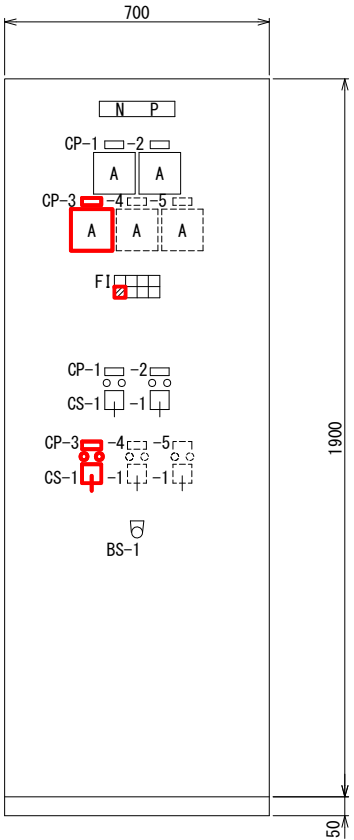 700
N P
CP-1 -2
A A
CP-3 -4 -5
A A A
FI
CP-1 -2
CS-1 -1
CP-3 -4 -5
CS-1 -1 -1
BS-1
1900
50